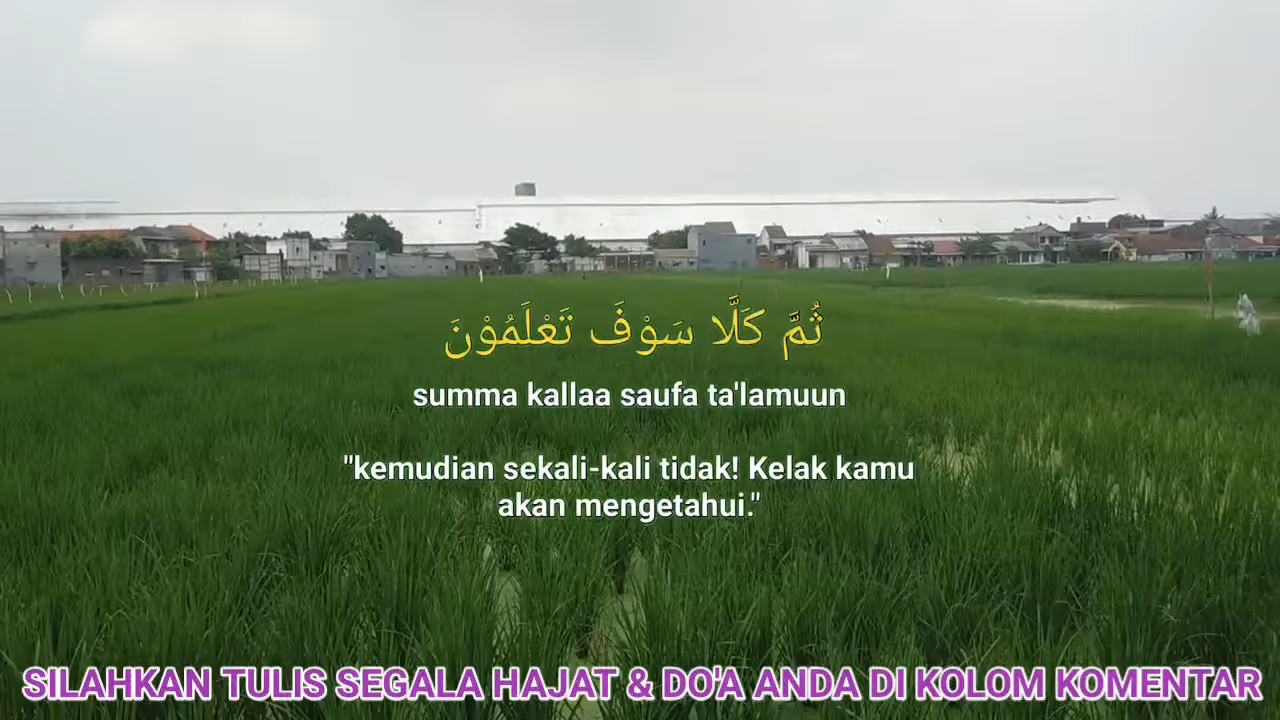 ثُمَّ كَلَّا سَوْفَ تَعْلَمُوْنَ
summa kallaa saufa ta'lamuun
"kemudian sekali-kali tidak! Kelak kamu
akan mengetahui."
SILAHKAN TULIS SEGALA HAJAT & DO'A ANDA DI KOLOM KOMENTAR